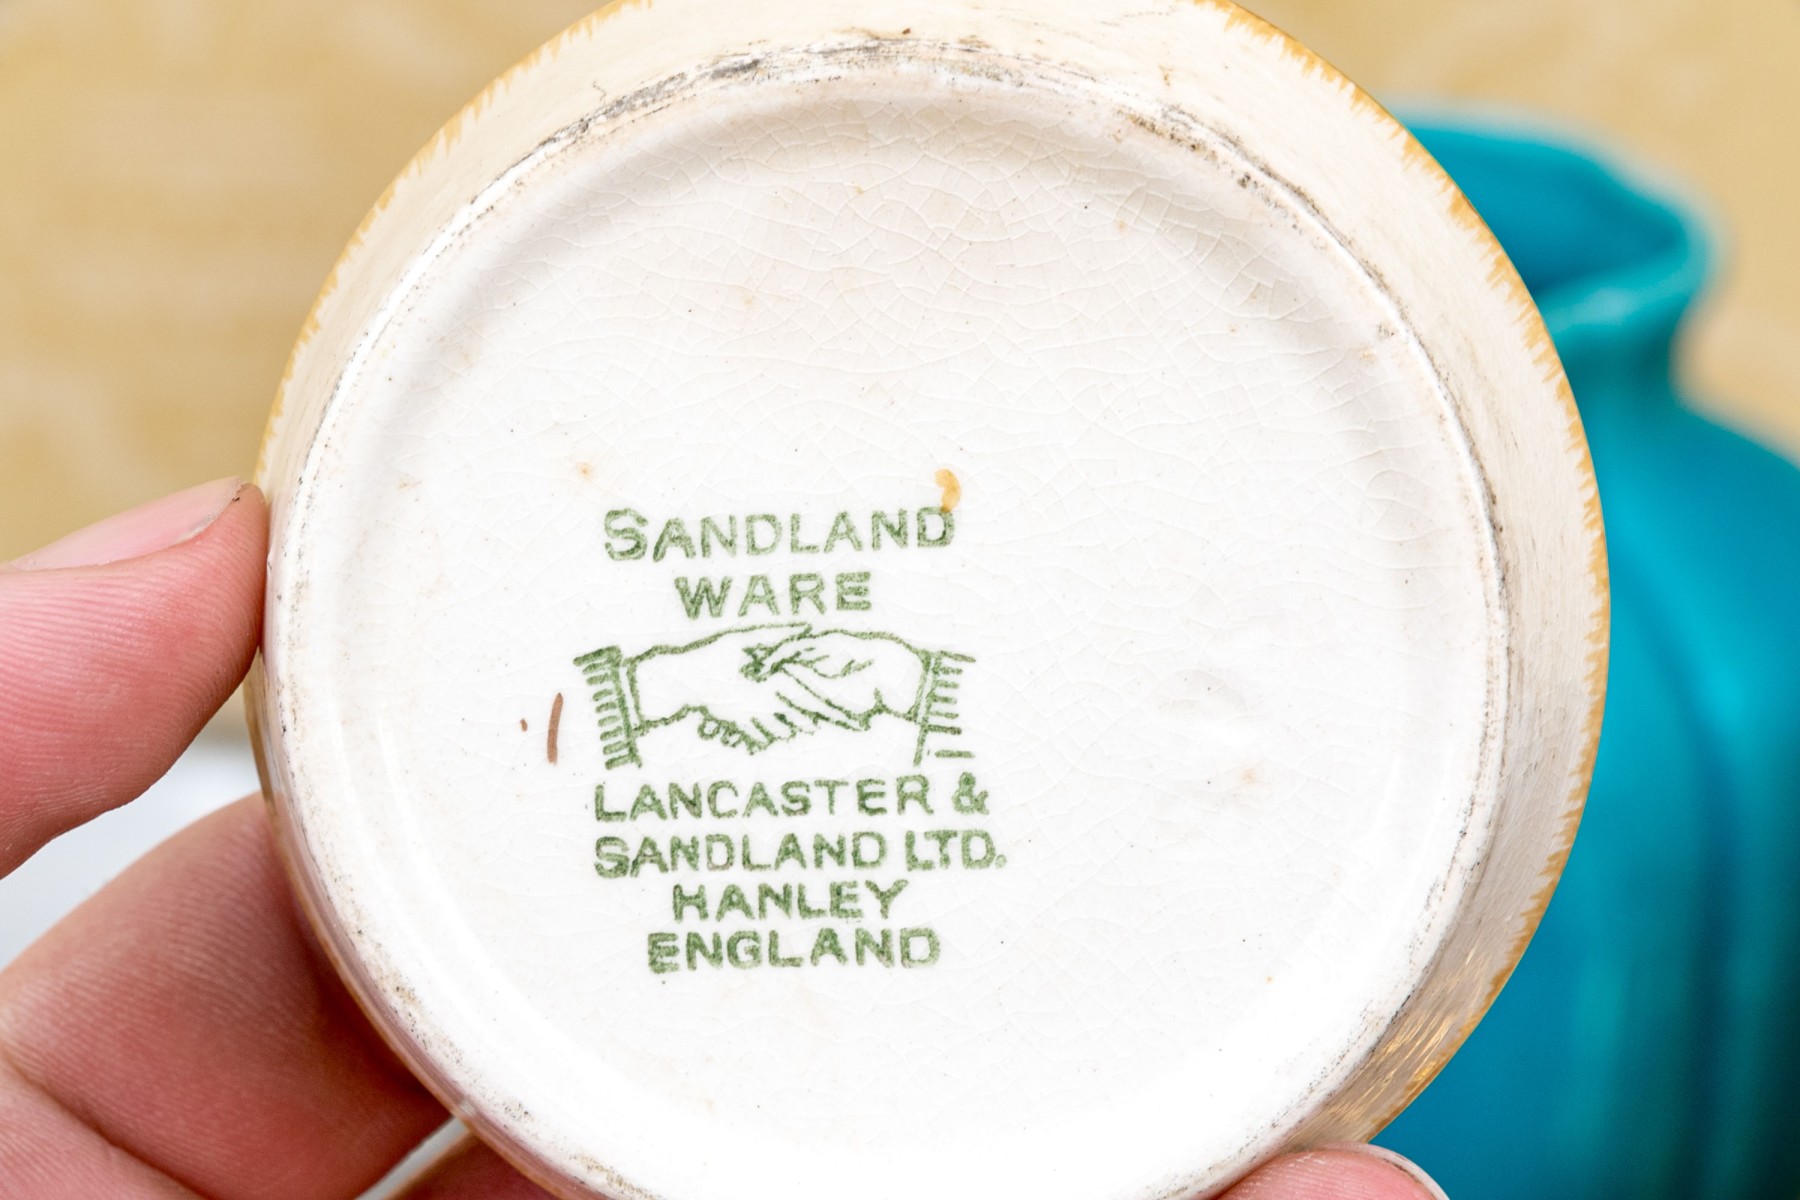 SANDLAND
WARE
LANCASTER &
SANDLAND LTD.
HANLEY
ENGLAND